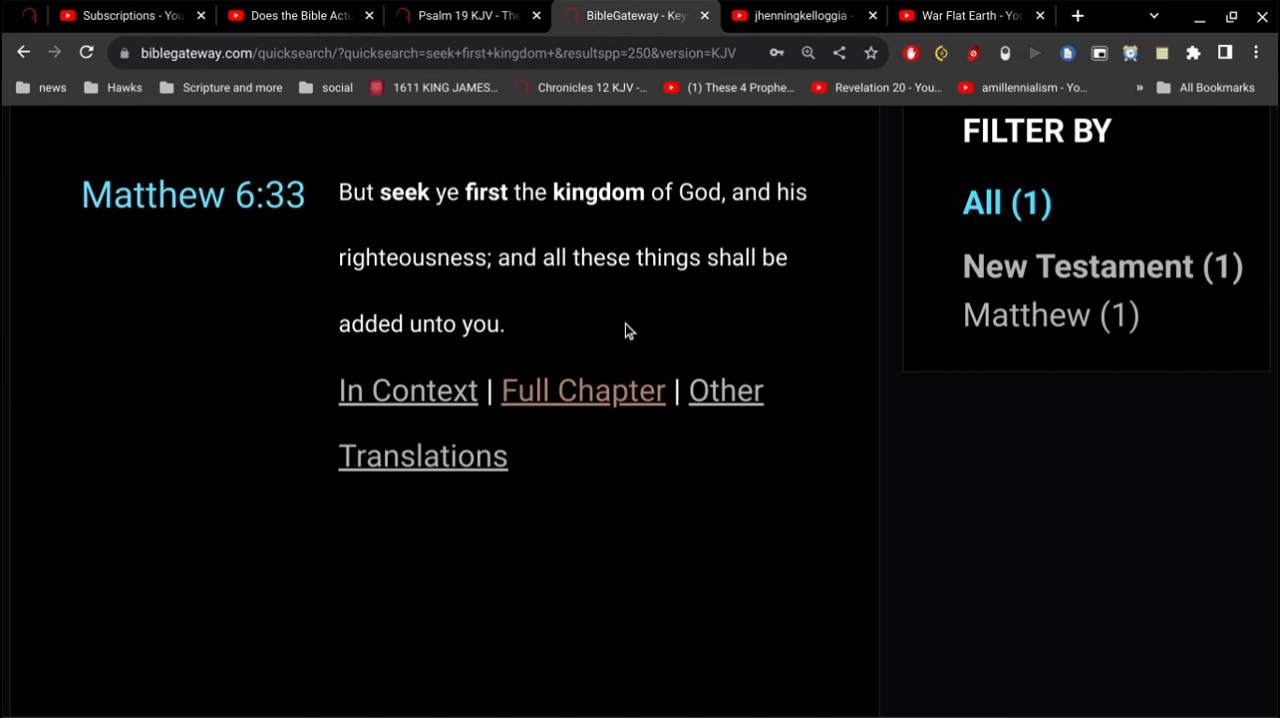 Subscriptions - You
Does the Bible Actu
Psalm 19 KJV - The
BibleGateway - Key
jhenningkelloggia -
War Flat Earth - You
biblegateway.com/quicksearch/?quicksearch=seek+first+kingdom+&resultspp=250&version=KJV
news
Hawks
Scripture and more
social
1611 KING JAMES...
Chronicles 12 KJV -...
(1) These 4 Prophe...
Revelation 20 - You...
amillennialism - Yo...
»
All Bookmarks
Matthew 6:33
But seek ye first the kingdom of God, and his
righteousness; and all these things shall be
added unto you.
In Context | Full Chapter | Other
Translations
FILTER BY
All (1)
New Testament (1)
Matthew (1)